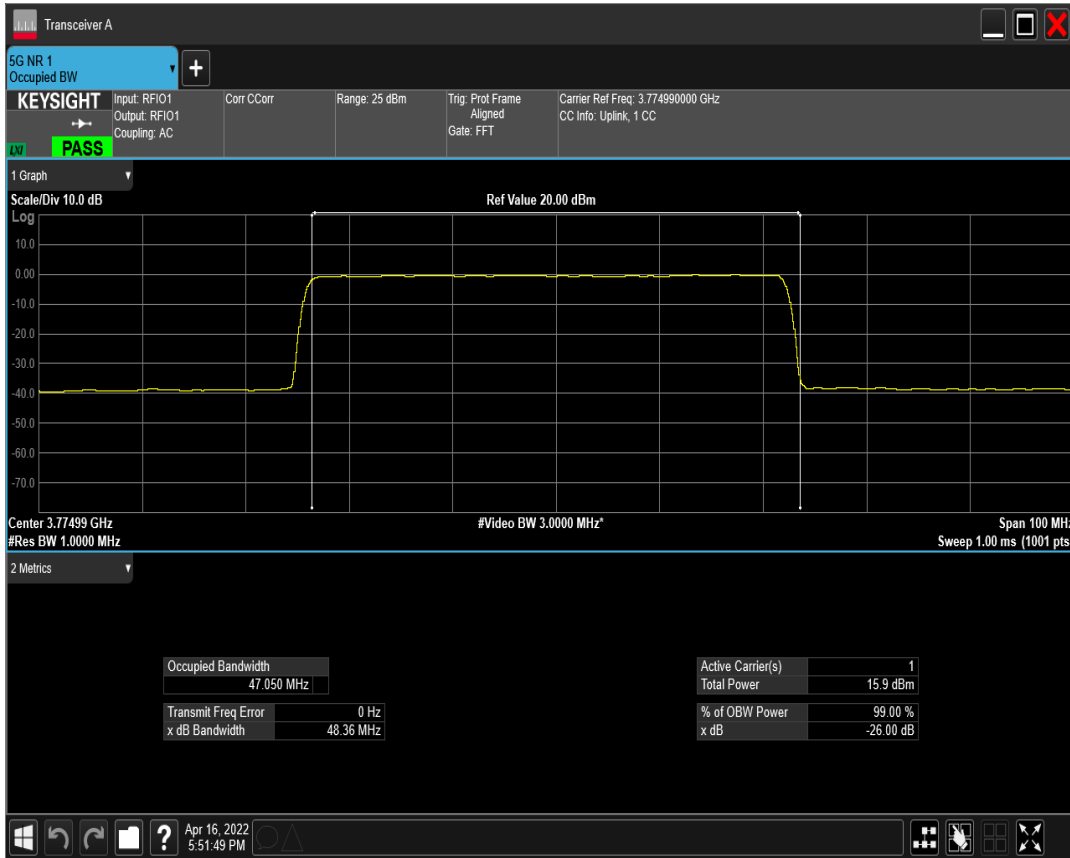 Transceiver A
5G NR 1
Occupied BW
+
KEYSIGHT
Input: RFIO1
Output: RFIO1
Coupling: AC
Corr CCorr
Range: 25 dBm
Trig: Prot Frame
Aligned
Gate: FFT
Carrier Ref Freq: 3.774990000 GHz
CC Info: Uplink, 1 CC
LXI
PASS
1 Graph
Scale/Div 10.0 dB
Ref Value 20.00 dBm
Log
10.0
0.00
-10.0
-20.0
-30.0
-40.0
-50.0
-60.0
-70.0
Center 3.77499 GHz
#Video BW 3.0000 MHz*
Span 100 MHz
#Res BW 1.0000 MHz
Sweep 1.00 ms (1001 pts
2 Metrics
Occupied Bandwidth
47.050 MHz
Transmit Freq Error 0 Hz
x dB Bandwidth 48.36 MHz
Active Carrier(s) 1
Total Power 15.9 dBm
% of OBW Power 99.00 %
x dB -26.00 dB
?
Apr 16, 2022
5:51:49 PM